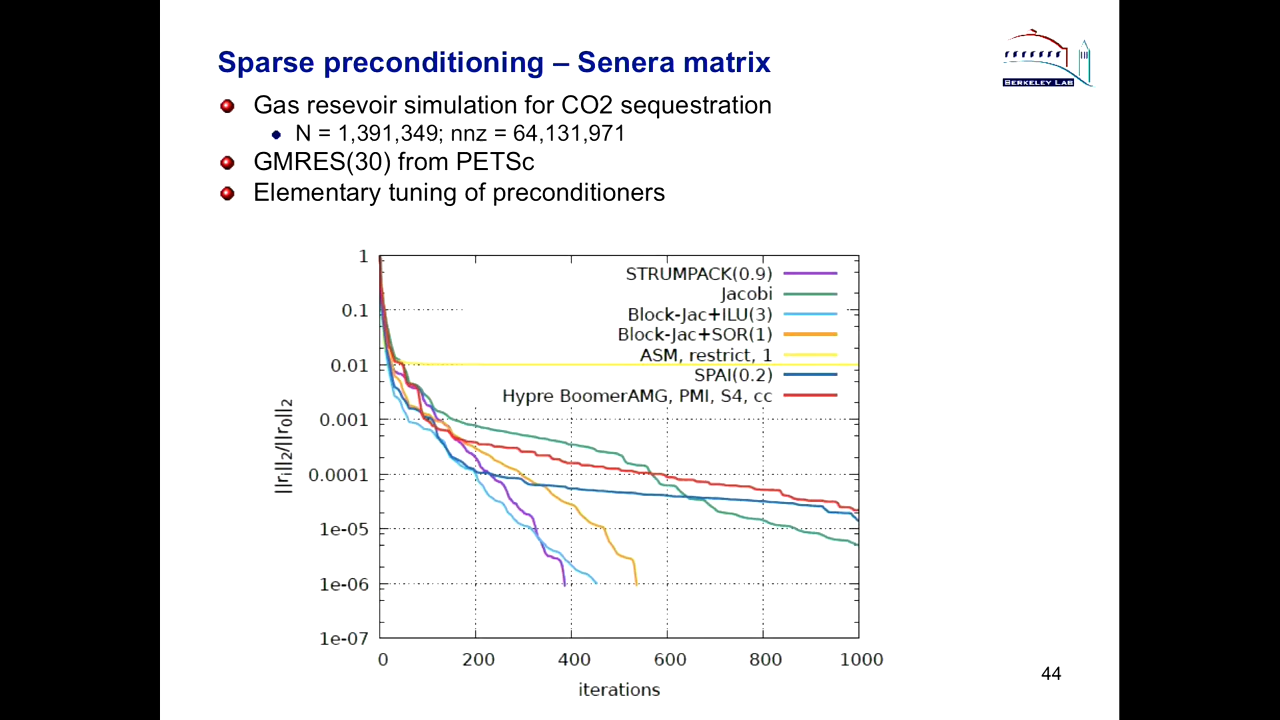 Sparse preconditioning – Senera matrix
BERKELEY LAB
Gas resevoir simulation for CO2 sequestration
N = 1,391,349; nnz = 64,131,971
GMRES(30) from PETSc
Elementary tuning of preconditioners
1
0.1
0.01
0.001
0.0001
1e-05
1e-06
1e-07
||ri||2/||r0||2
STRUMPACK(0.9)
Jacobi
Block-Jac+ILU(3)
Block-Jac+SOR(1)
ASM, restrict, 1
SPAI(0.2)
Hypre BoomerAMG, PMI, S4, cc
0 200 400 600 800 1000
iterations
44